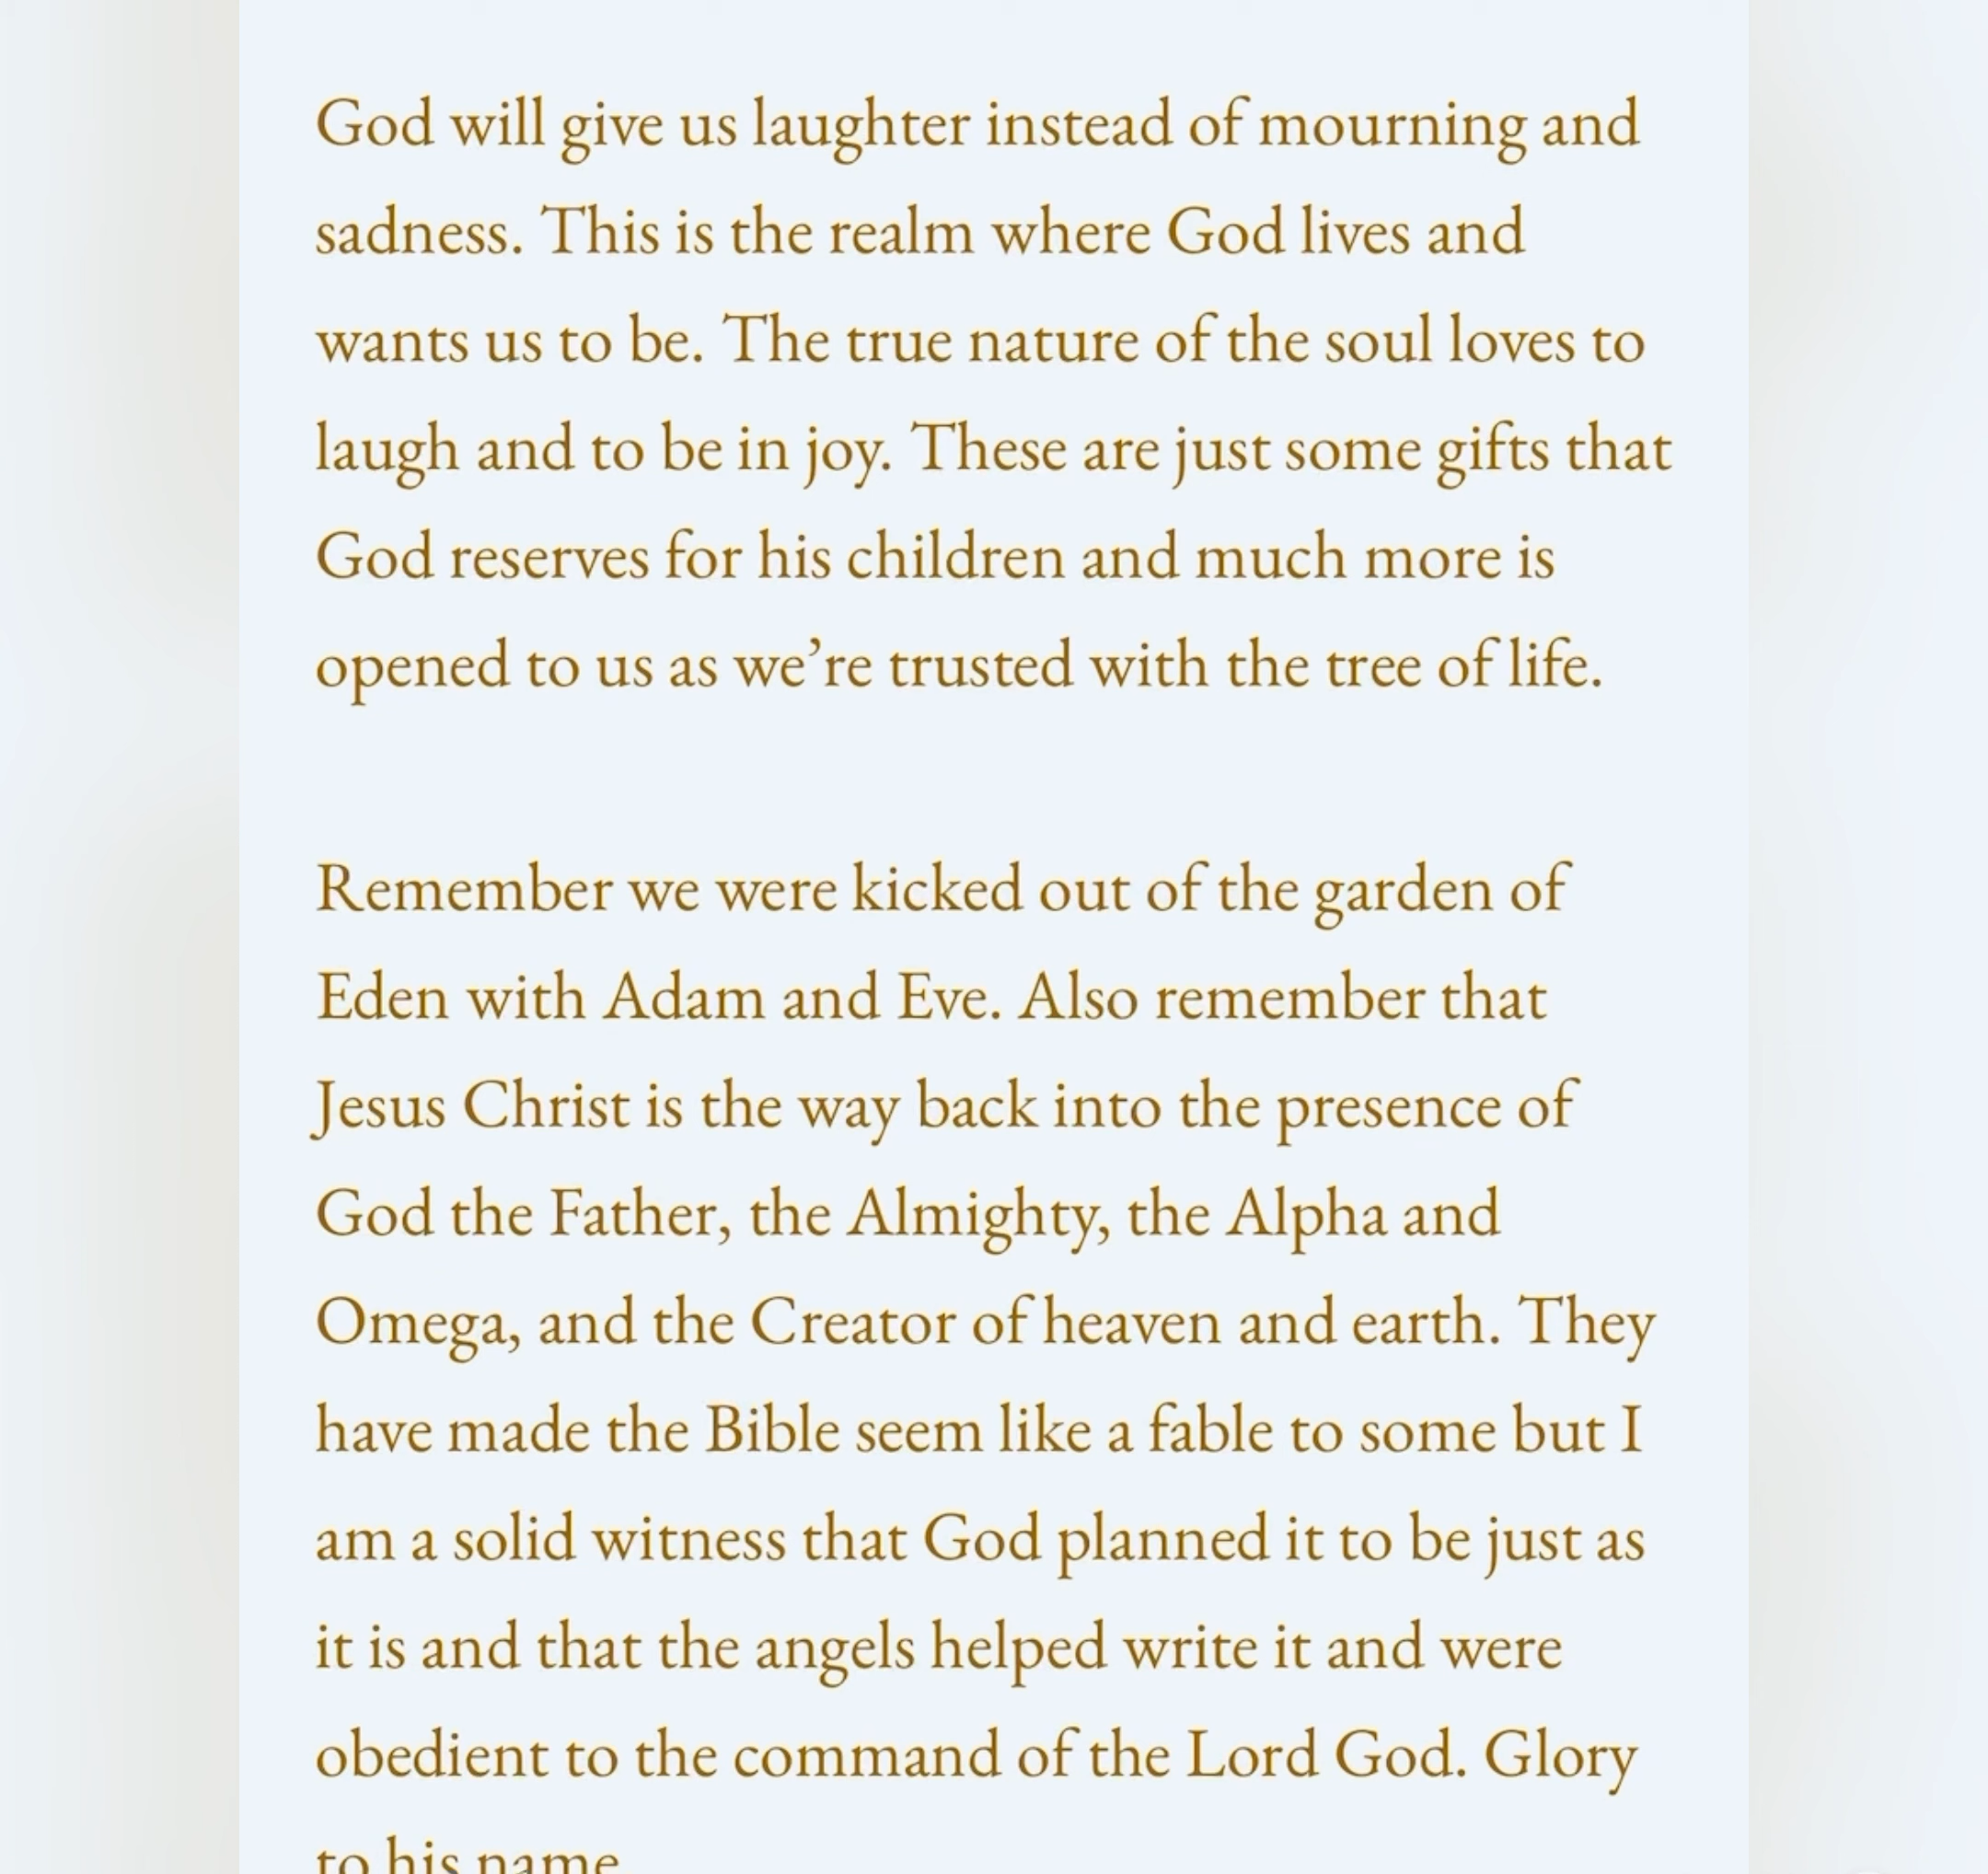 God will give us laughter instead of mourning and
sadness. This is the realm where God lives and
wants us to be. The true nature of the soul loves to
laugh and to be in joy. These are just some gifts that
God reserves for his children and much more is
opened to us as we’re trusted with the tree of life.
Remember we were kicked out of the garden of
Eden with Adam and Eve. Also remember that
Jesus Christ is the way back into the presence of
God the Father, the Almighty, the Alpha and
Omega, and the Creator of heaven and earth. They
have made the Bible seem like a fable to some but I
am a solid witness that God planned it to be just as
it is and that the angels helped write it and were
obedient to the command of the Lord God. Glory
to his name